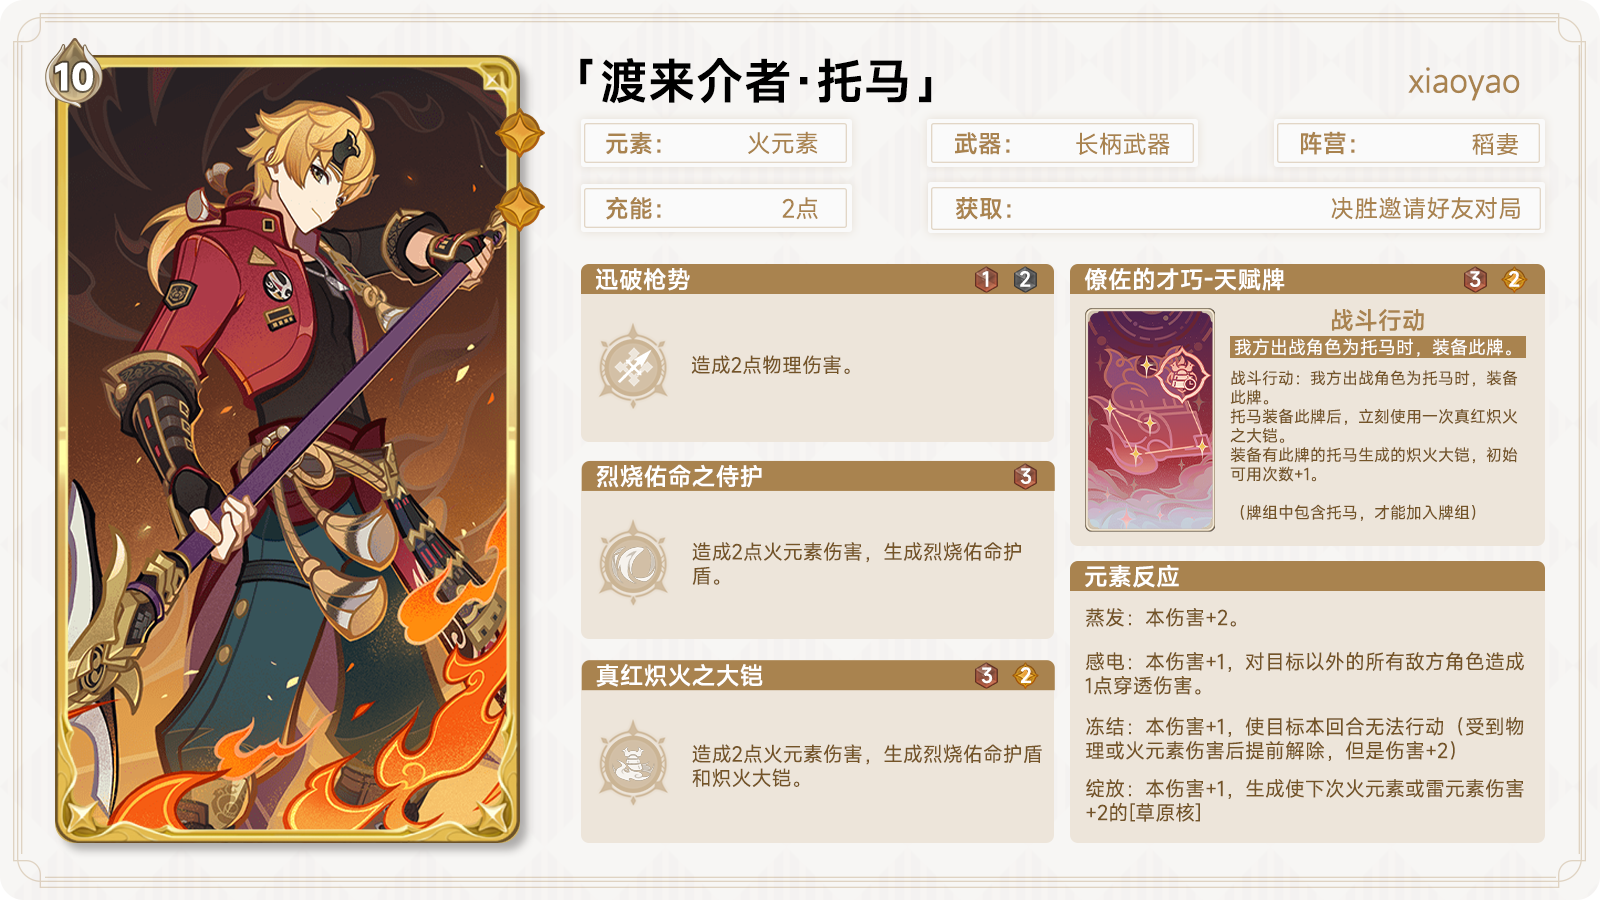 10
「渡来介者·托马」
xiaoyao
元素： 火元素
武器： 长柄武器
阵营： 稻妻
充能： 2点
获取： 决胜邀请好友对局
迅破枪势 1 2
造成2点物理伤害。
烈烧佑命之侍护 3
造成2点火元素伤害，生成烈烧佑命护
盾。
真红炽火之大铠 3 2
造成2点火元素伤害，生成烈烧佑命护盾
和炽火大铠。
僚佐的才巧-天赋牌 3 2
战斗行动
我方出战角色为托马时，装备此牌。
战斗行动：我方出战角色为托马时，装备
此牌。
托马装备此牌后，立刻使用一次真红炽火
之大铠。
装备有此牌的托马生成的炽火大铠，初始
可用次数+1。
（牌组中包含托马，才能加入牌组）
元素反应
蒸发：本伤害+2。
感电：本伤害+1，对目标以外的所有敌方角色造成
1点穿透伤害。
冻结：本伤害+1，使目标本回合无法行动（受到物
理或火元素伤害后提前解除，但是伤害+2）
绽放：本伤害+1，生成使下次火元素或雷元素伤害
+2的[草原核]